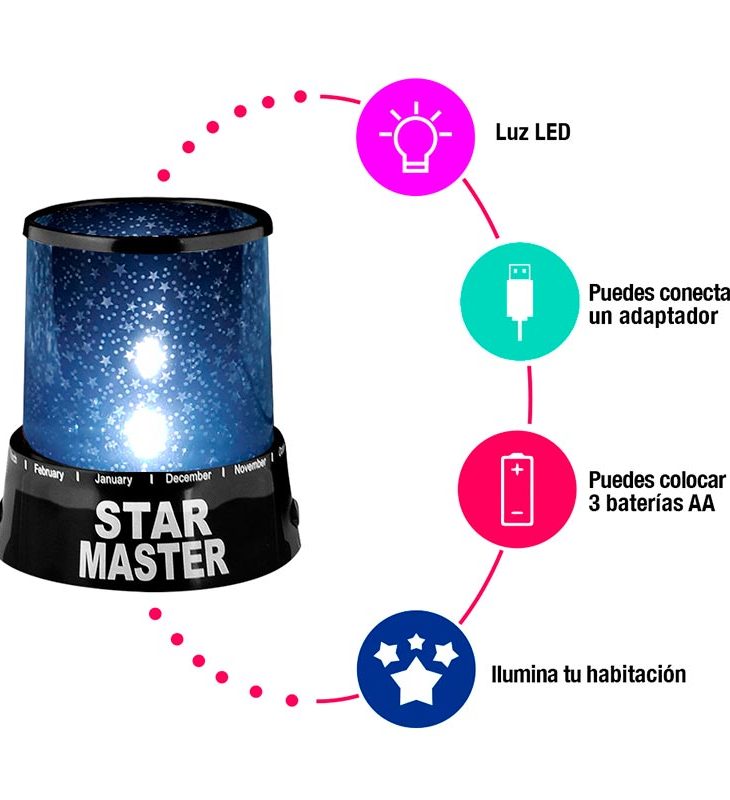 Luz LED
Puedes conecta
un adaptador
February
January
December
November
STAR
MASTER
Puedes colocar
3 baterías AA
Ilumina tu habitación